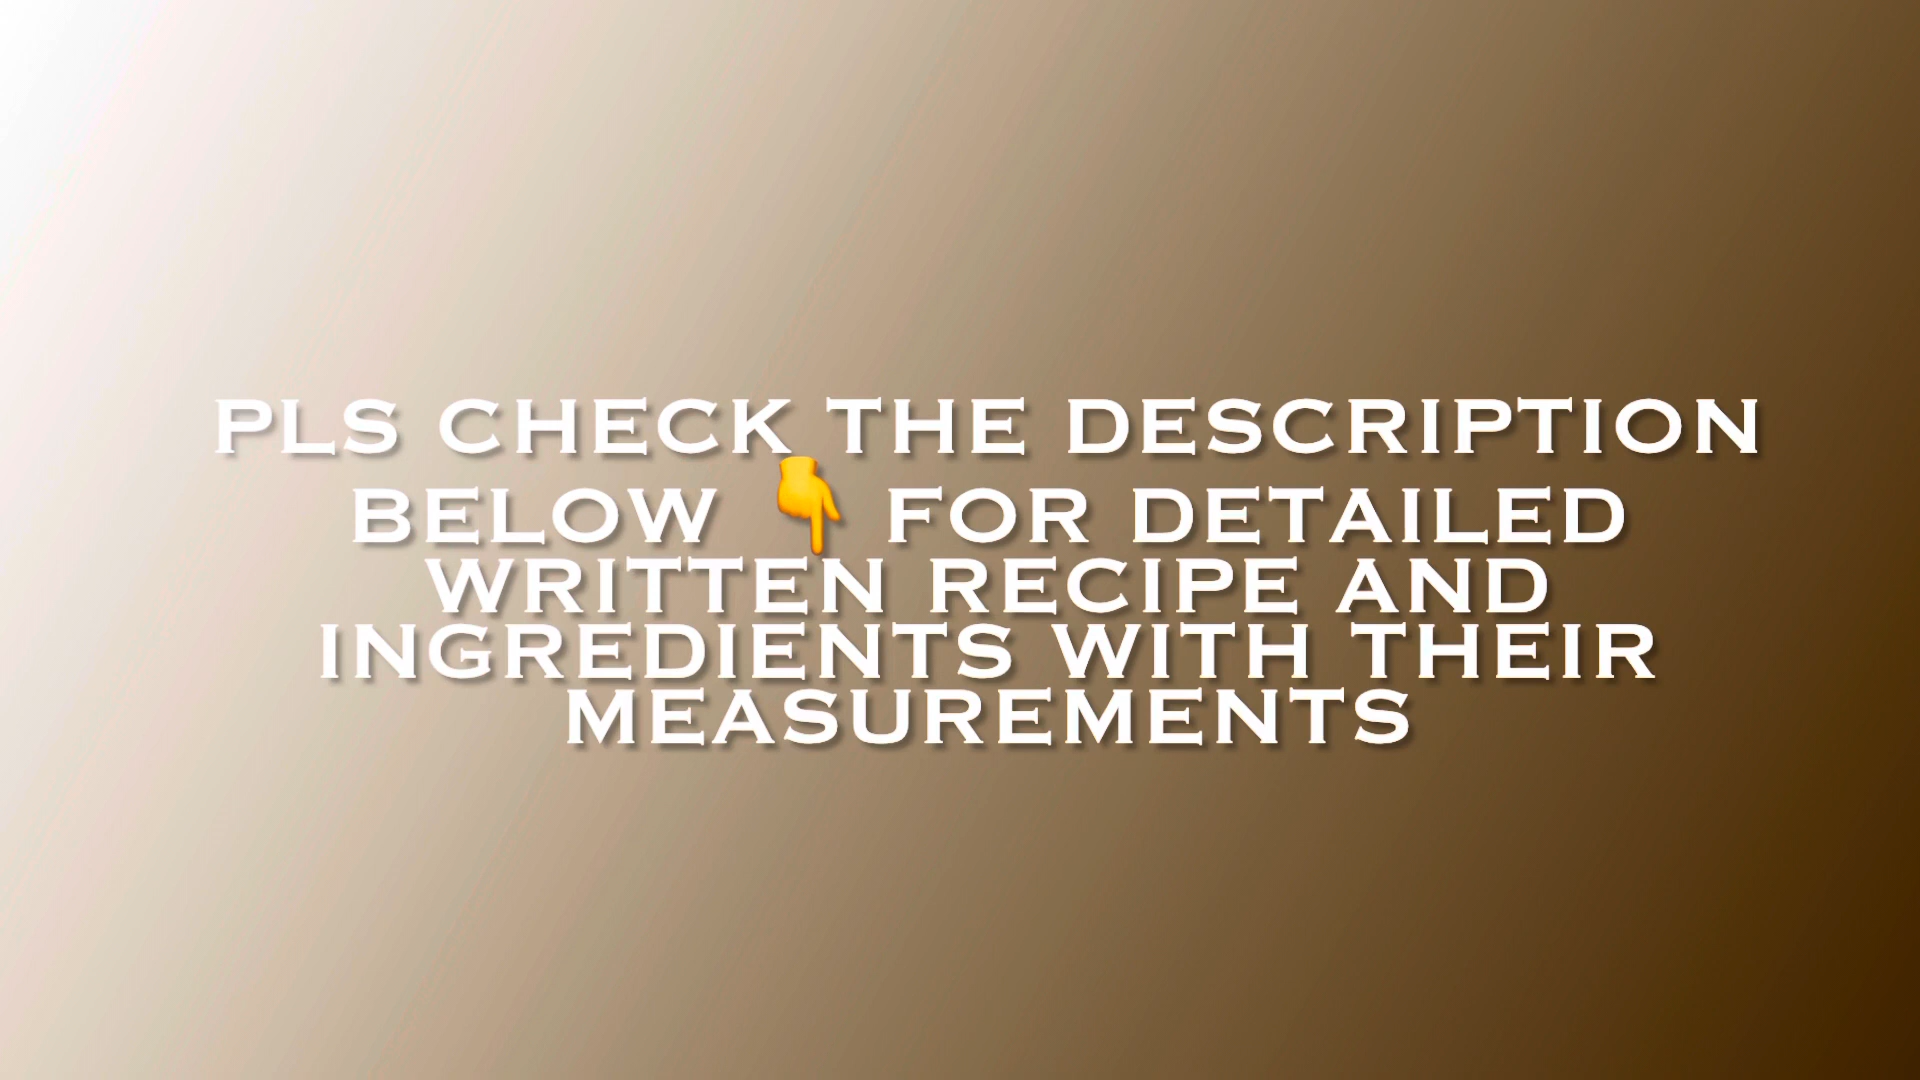 PLS CHECK THE DESCRIPTION
BELOW 👇 FOR DETAILED
WRITTEN RECIPE AND
INGREDIENTS WITH THEIR
MEASUREMENTS